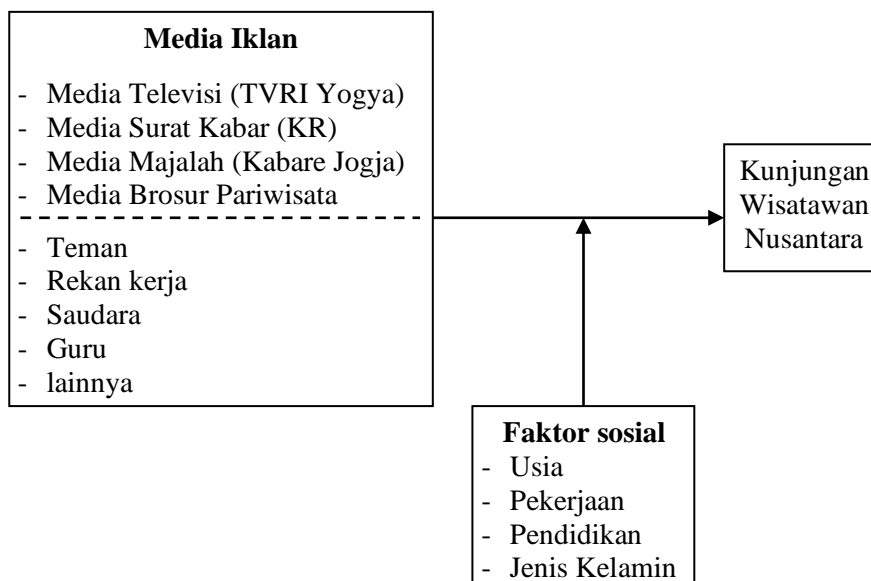 Media Iklan
- Media Televisi (TVRI Yogya)
- Media Surat Kabar (KR)
- Media Majalah (Kabare Jogja)
- Media Brosur Pariwisata
- Teman
- Rekan kerja
- Saudara
- Guru
- lainnya
Kunjungan
Wisatawan
Nusantara
Faktor sosial
- Usia
- Pekerjaan
- Pendidikan
- Jenis Kelamin